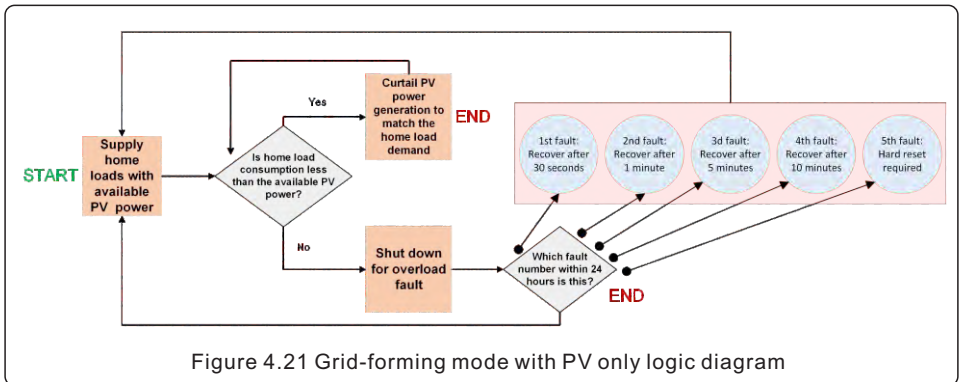 START
Supply
home
loads with
available
PV power
Is home load
consumption less
than the available PV
power?
Yes
Curtail PV
power
generation to
match the
home load
demand
END
No
Shut down
for overload
fault
Which fault
number within 24
hours is this?
END
1st fault:
Recover after
30 seconds
2nd fault:
Recover after
1 minute
3d fault:
Recover after
5 minutes
4th fault:
Recover after
10 minutes
5th fault:
Hard reset
required
Figure 4.21 Grid-forming mode with PV only logic diagram